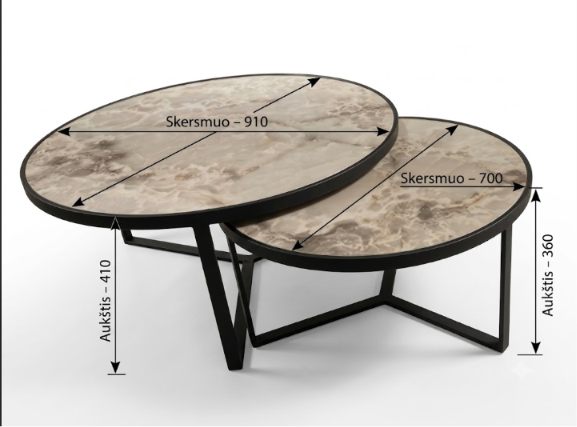 Skersmuo – 910
Skersmuo – 700
Aukštis – 410
Aukštis – 360